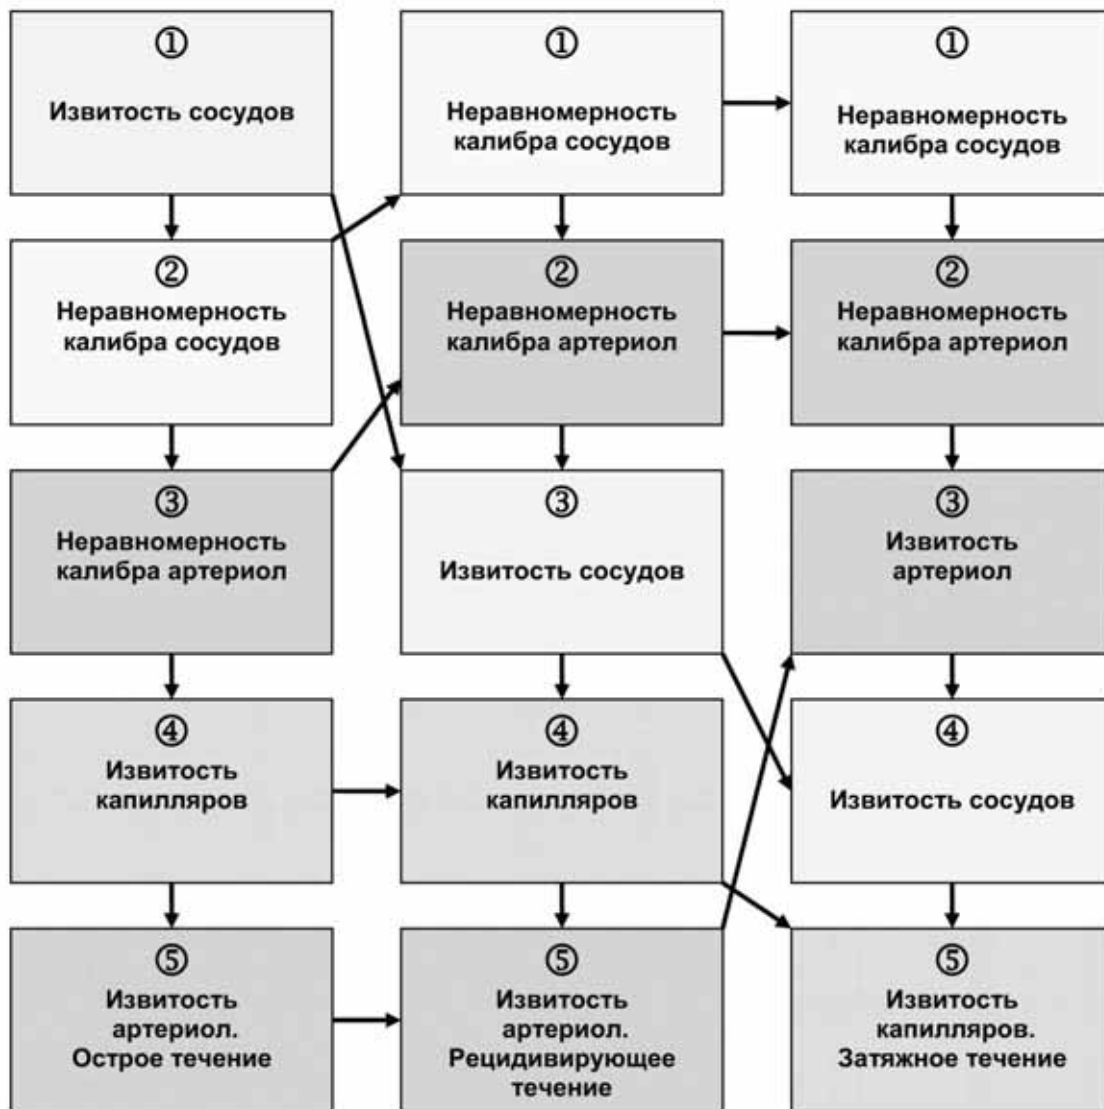 ①
Извитость сосудов
②
Неравномерность
калибра сосудов
③
Неравномерность
калибра артериол
④
Извитость
капилляров
⑤
Извитость
артериол.
Острое течение
①
Неравномерность
калибра сосудов
②
Неравномерность
калибра артериол
③
Извитость сосудов
④
Извитость
капилляров
⑤
Извитость
артериол.
Рецидивирующее
течение
①
Неравномерность
калибра сосудов
②
Неравномерность
калибра артериол
③
Извитость
артериол
④
Извитость сосудов
⑤
Извитость
капилляров.
Затяжное течение